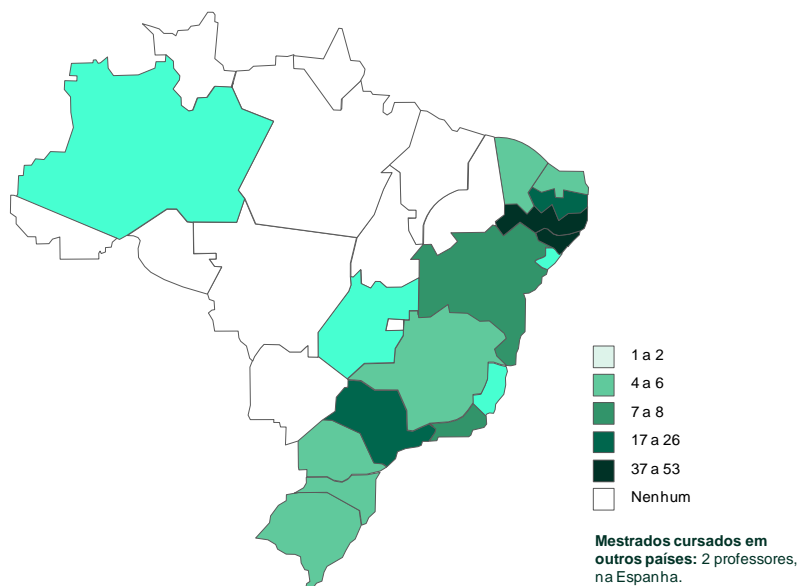 1 a 2
4 a 6
7 a 8
17 a 26
37 a 53
Nenhum
Mestrados cursados em
outros países: 2 professores,
na Espanha.